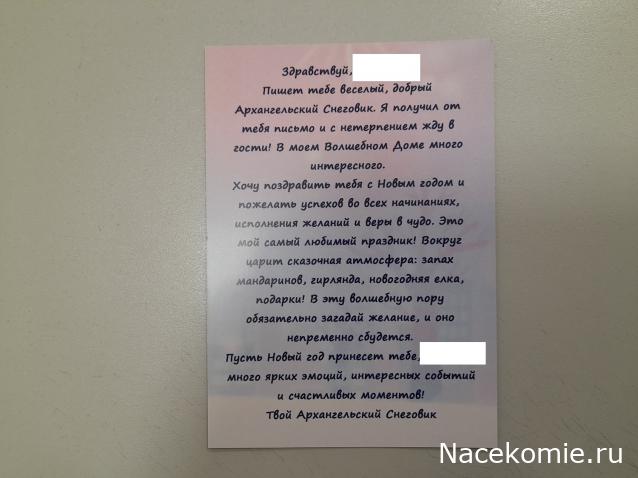 Здравствуй,
Пишет тебе веселый, добрый
Архангельский Снеговик. Я получил от
тебя письмо и с нетерпением жду в
гости! В моем Волшебном Доме много
интересного.
Хочу поздравить тебя с Новым годом и
пожелать успехов во всех начинаниях,
исполнения желаний и веры в чудо. Это
мой самый любимый праздник! Вокруг
царит сказочная атмосфера: запах
мандаринов, гирлянда, новогодняя елка,
подарки! В эту волшебную пору
обязательно загадай желание, и оно
непременно сбудется.
Пусть Новый год принесет тебе,
много ярких эмоций, интересных событий
и счастливых моментов!
Твой Архангельский Снеговик
Nacekomie.ru